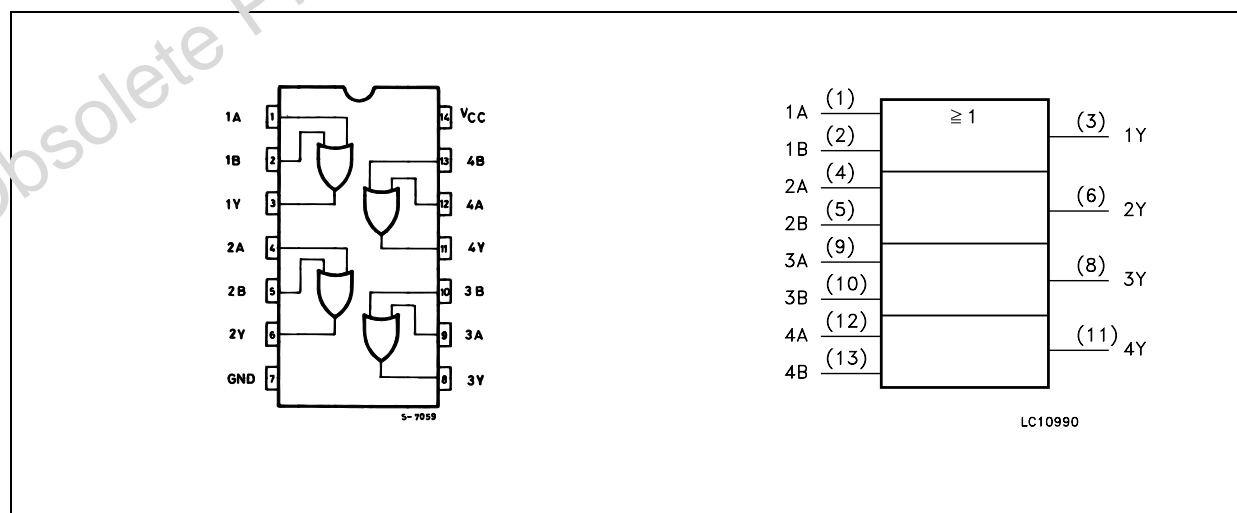 Obsolete
1A 1 14 VCC
1B 2 13 4B
1Y 3 12 4A
2A 4 11 4Y
2B 5 10 3B
2Y 6 9 3A
GND 7 8 3Y
S-7059
1A (1) ≧1
(3) 1Y
1B (2)
2A (4)
(6) 2Y
2B (5)
3A (9)
(8) 3Y
3B (10)
4A (12)
(11) 4Y
4B (13)
LC10990